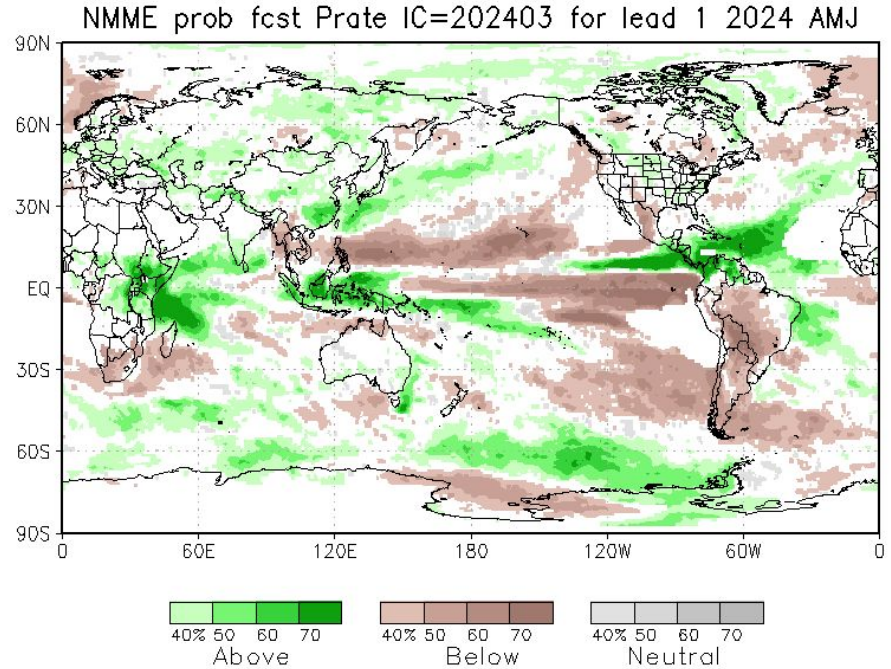 NMME prob fcst Prate IC=202403 for lead 1 2024 AMJ
90N
60N
30N
EQ
30S
60S
90S
0 60E 120E 180 120W 60W 0
40% 50 60 70 40% 50 60 70 40% 50 60 70
Above Below Neutral